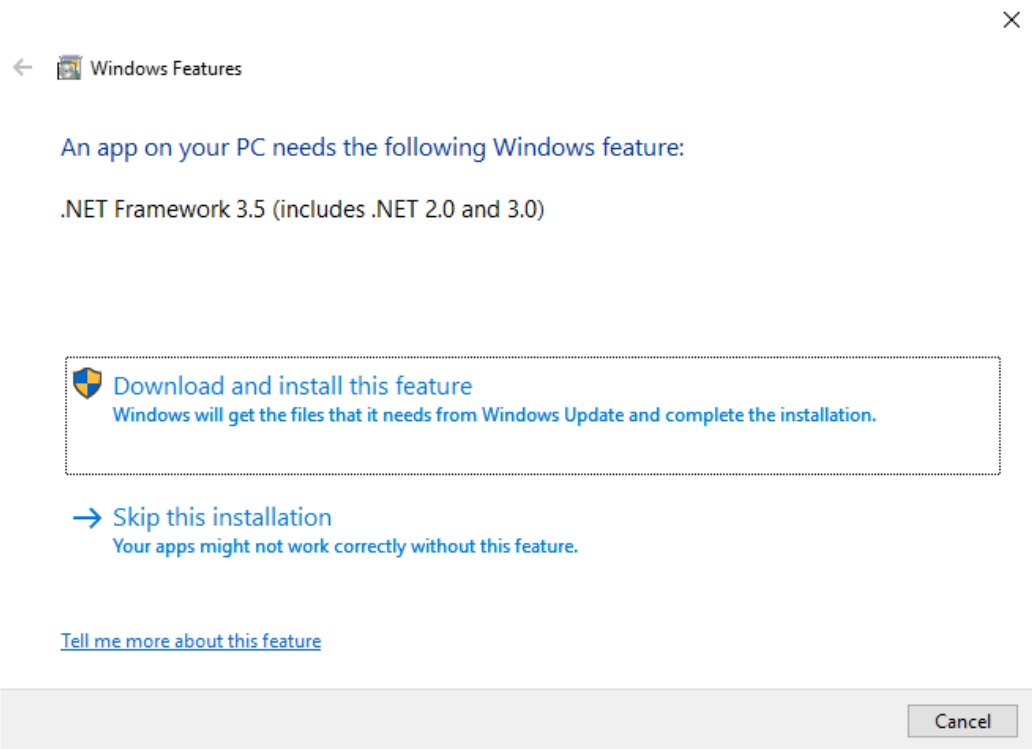 Windows Features
An app on your PC needs the following Windows feature:
.NET Framework 3.5 (includes .NET 2.0 and 3.0)
Download and install this feature
Windows will get the files that it needs from Windows Update and complete the installation.
Skip this installation
Your apps might not work correctly without this feature.
Tell me more about this feature
Cancel